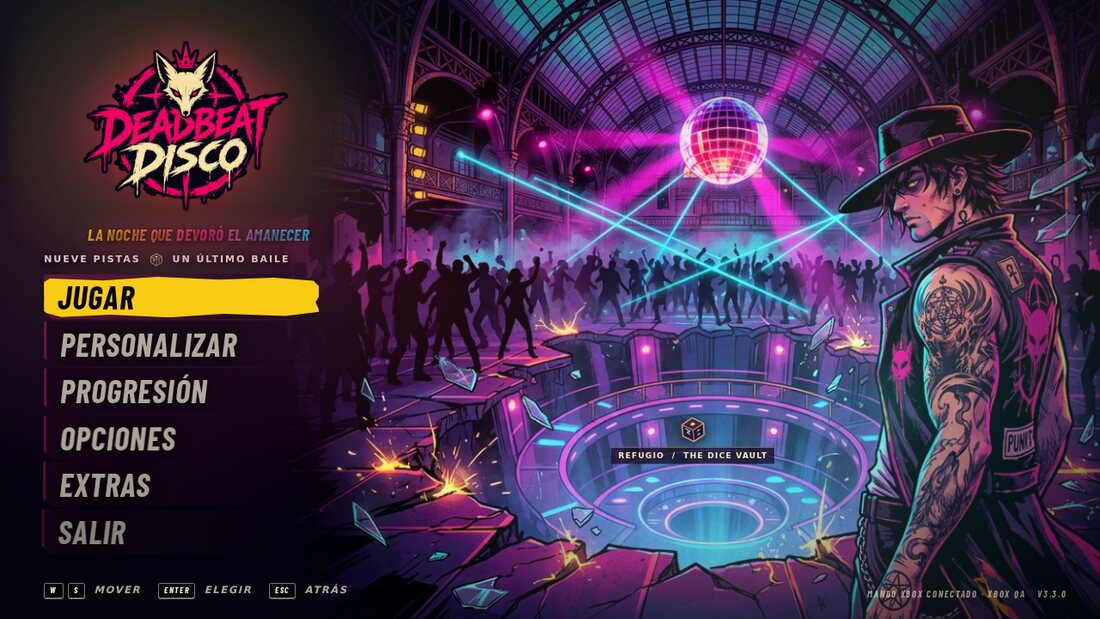 DEADBEAT
DISCO
LA NOCHE QUE DEVORÓ EL AMANECER
NUEVE PISTAS UN ÚLTIMO BAILE
JUGAR
PERSONALIZAR
PROGRESIÓN
OPCIONES
EXTRAS
SALIR
REFUGIO / THE DICE VAULT
PUNK
W S MOVER ENTER ELEGIR ESC ATRÁS
MANDO XBOX CONECTADO · XBOX QA V3.3.0